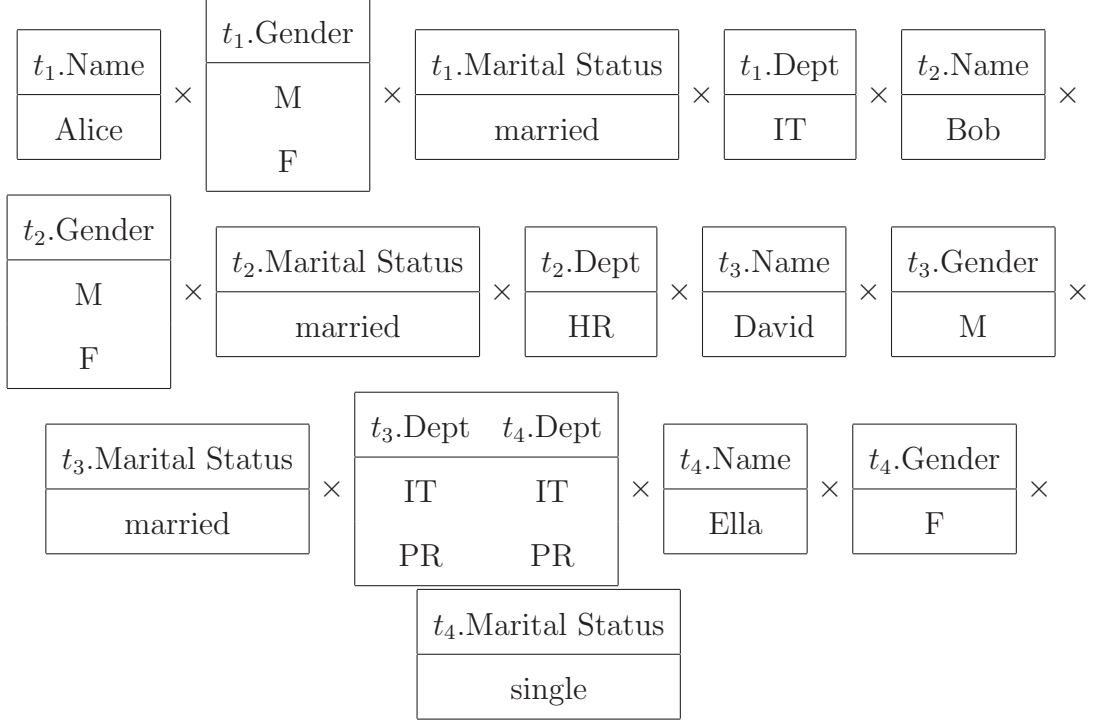 t₁.Name × t₁.Gender × t₁.Marital Status × t₁.Dept × t₂.Name ×
Alice M married IT Bob
F
t₂.Gender × t₂.Marital Status × t₂.Dept × t₃.Name × t₃.Gender ×
M married HR David M
F
t₃.Marital Status × t₃.Dept t₄.Dept × t₄.Name × t₄.Gender ×
married IT IT Ella F
PR PR
t₄.Marital Status
single